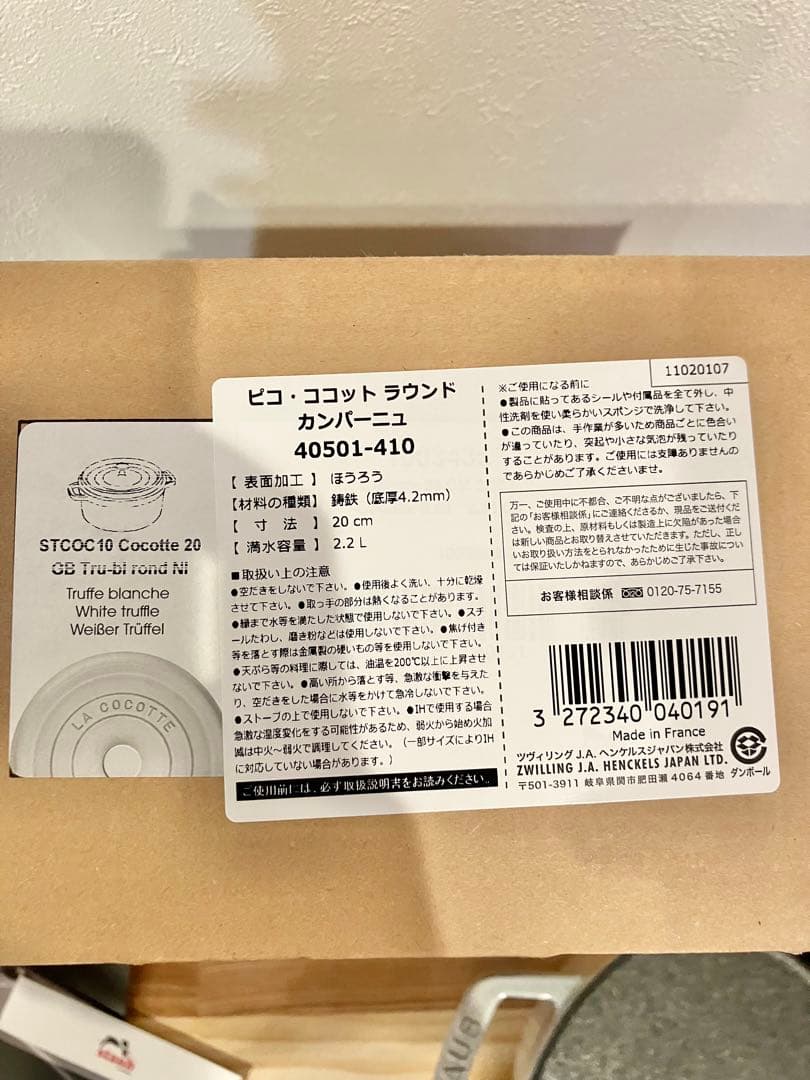 STCOC10 Cocotte 20
GB Tru-bl rond NI
Truffe blanche
White truffle
Weißer Trüffel
LA COCOTTE
ピコ・ココット ラウンド
カンパーニュ
40501-410
【 表面加工 】 ほうろう
【材料の種類】 鋳鉄（底厚4.2mm）
【 寸 法 】 20 cm
【 満水容量 】 2.2 L
■取扱い上の注意
●空だきをしないで下さい。●使用後よく洗い、十分に乾燥
させて下さい。●取っ手の部分は熱くなることがあります。
●縁まで水等を満たした状態で使用しないで下さい。●スチ
ールたわし、磨き粉などは使用しないで下さい。●焦げ付き
等を落とす際は金属製の硬いもの等を使用しないで下さい。
●天ぷら等の料理に際しては、油温を200℃以上に上昇させ
ないで下さい。●高い所から落とす等、急激な衝撃を与えた
り、空だきをした場合に水等をかけて急冷しないで下さい。
●ストーブの上で使用しないで下さい。●IHで使用する場合
急激な温度変化をする可能性があるため、弱火から始め火加
減は中火～弱火で調理してください。（一部サイズによりIH
に対応していない場合があります。）
ご使用前には、必ず取扱説明書をお読みください。
11020107
※ご使用になる前に
●製品に貼ってあるシールや付属品を全て外し、中
性洗剤を使い柔らかいスポンジで洗浄して下さい。
●この商品は、手作業が多いため商品ごとに色合い
が違っていたり、突起や小さな気泡が残っていたり
することがあります。ご使用には支障ありませんの
であらかじめご了承くださいませ。
万一、ご使用中に不都合、ご不明な点がございましたら、下
記の「お客様相談係」にご連絡くださるか、現品をご送付くだ
さい。検査の上、原材料もしくは製造上に欠陥があった場合
は新しい商品とお取り替えさせていただきます。ただし、正し
いお取り扱い方法をとられなかったために生じた事故につい
ては保証いたしかねますので、あらかじめご了承下さい。
お客様相談係 0120-75-7155
3 272340 040191
Made in France
ツヴィリング J.A. ヘンケルスジャパン株式会社
ZWILLING J.A. HENCKELS JAPAN LTD.
〒501-3911 岐阜県関市肥田瀬 4064 番地
ダンボール
staub